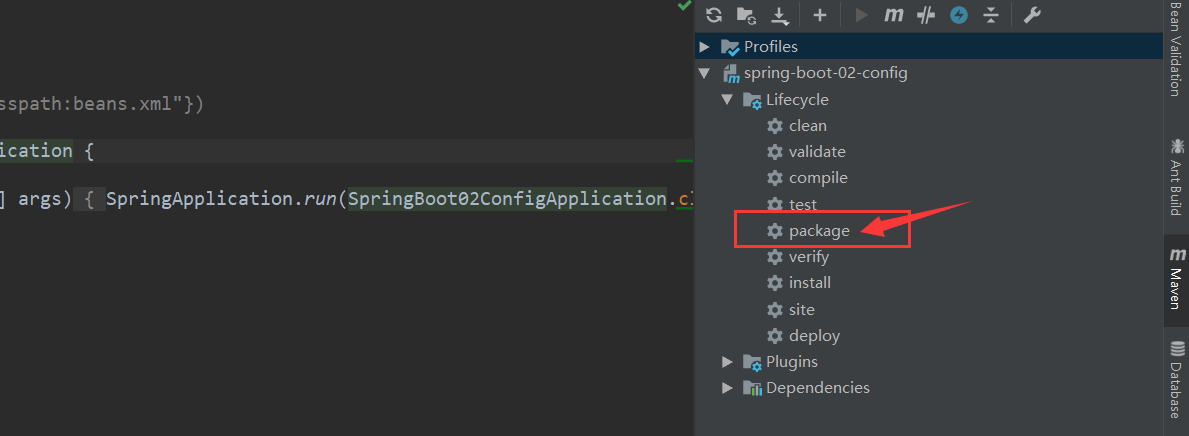 Profiles
spring-boot-02-config
Lifecycle
clean
validate
compile
test
package
verify
install
site
deploy
Plugins
Dependencies
sspath:beans.xml"})
ication {
] args) { SpringApplication.run(SpringBoot02ConfigApplication.cl
Bean Validation
Ant Build
m
Maven
Database